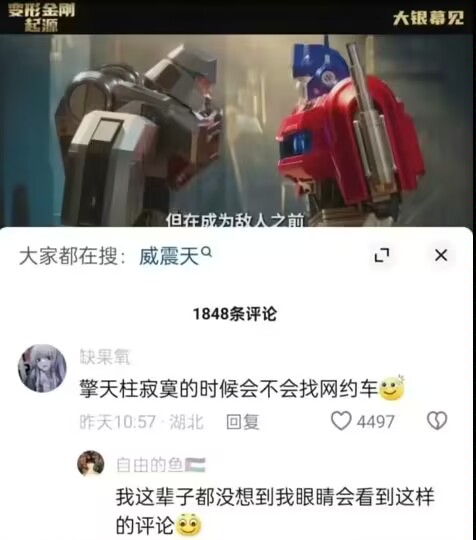 变形金刚
起源
大银幕见
但在成为敌人之前
大家都在搜：威震天
1848条评论
缺果氧
擎天柱寂寞的时候会不会找网约车
昨天10:57·湖北 回复 4497
自由的鱼
我这辈子都没想到我眼睛会看到这样
的评论